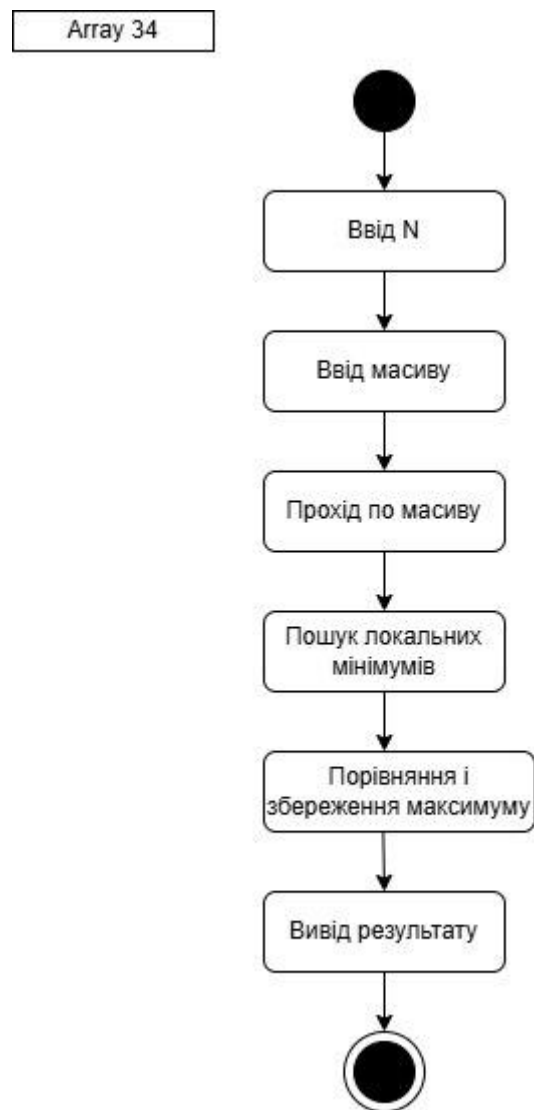 Array 34
Ввід N
Ввід масиву
Прохід по масиву
Пошук локальних
мінімумів
Порівняння і
збереження максимуму
Вивід результату